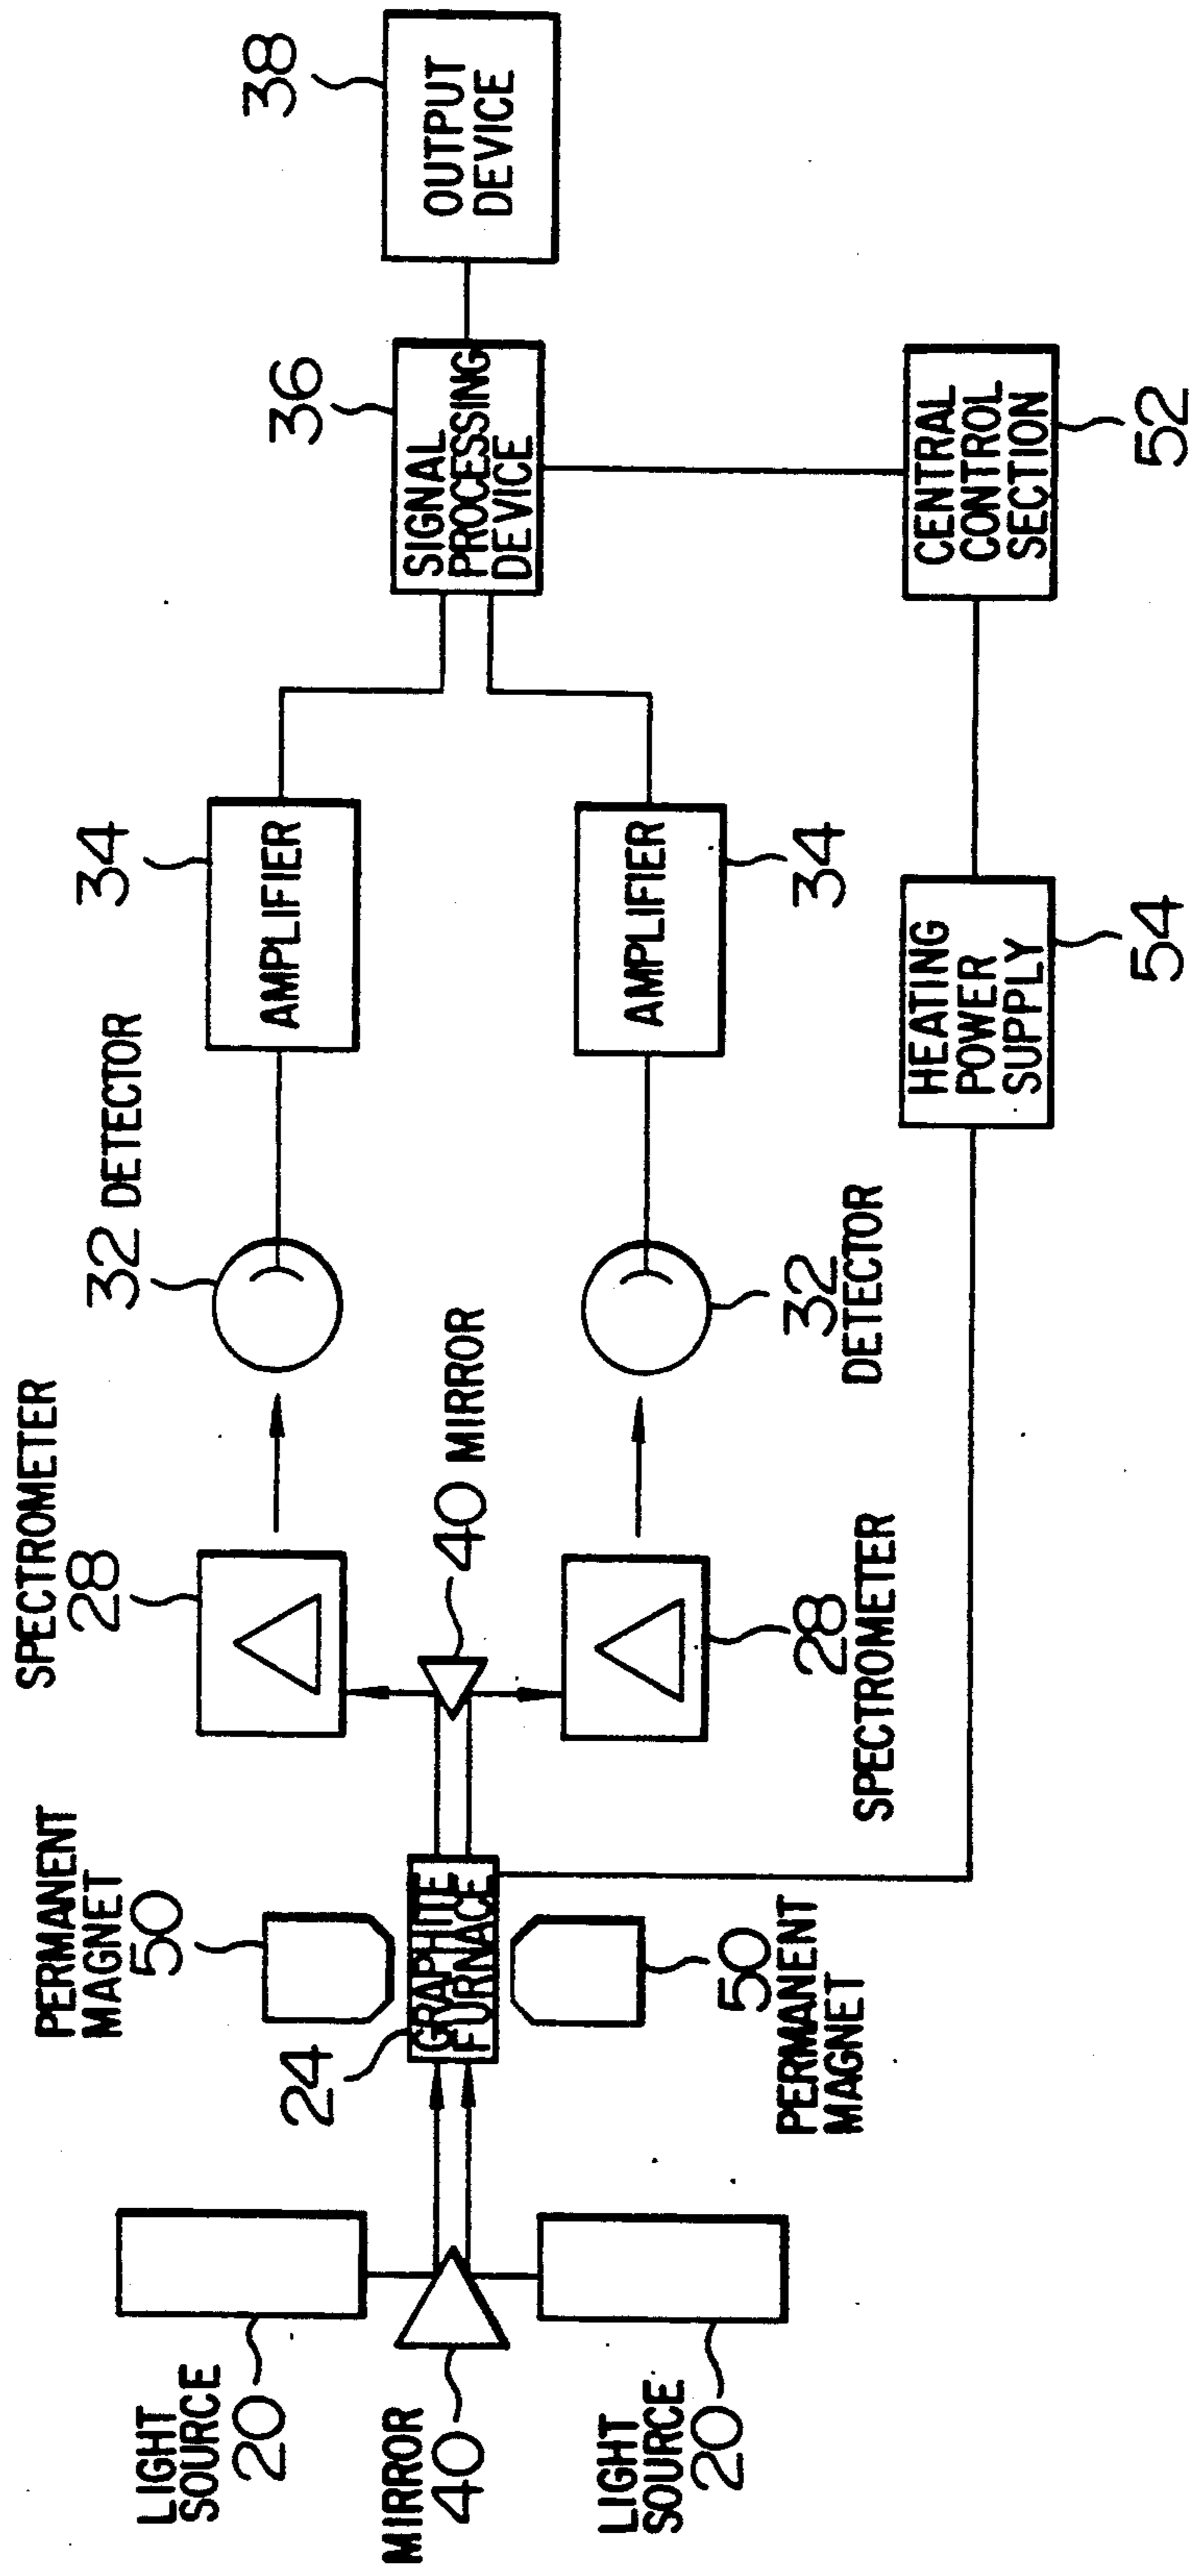 LIGHT
SOURCE
20
MIRROR
40
LIGHT
SOURCE
20
PERMANENT
MAGNET
50
24
GRAPHITE
FURNACE
50
PERMANENT
MAGNET
SPECTROMETER
28
40 MIRROR
28
SPECTROMETER
32 DETECTOR
32
DETECTOR
34
AMPLIFIER
AMPLIFIER
34
HEATING
POWER
SUPPLY
54
36
SIGNAL
PROCESSING
DEVICE
CENTRAL
CONTROL
SECTION
52
38
OUTPUT
DEVICE